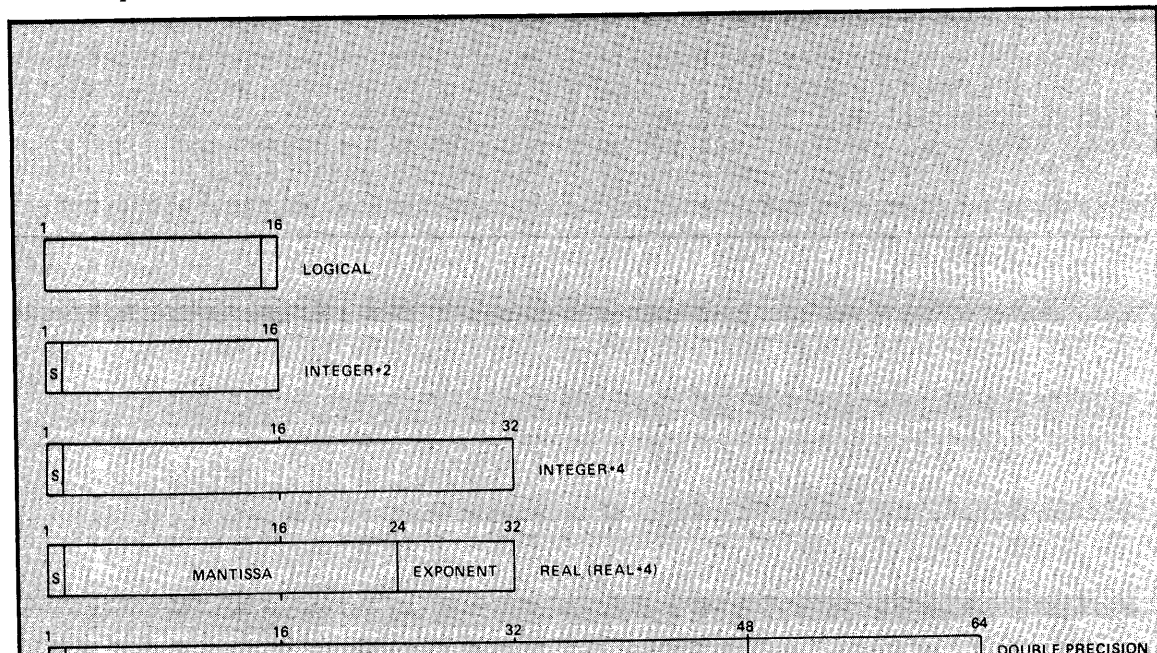 1 16
LOGICAL
1 16
S INTEGER*2
1 16 32
S INTEGER*4
1 16 24 32
S MANTISSA EXPONENT REAL (REAL*4)
1 16 32 48 64
DOUBLE PRECISION